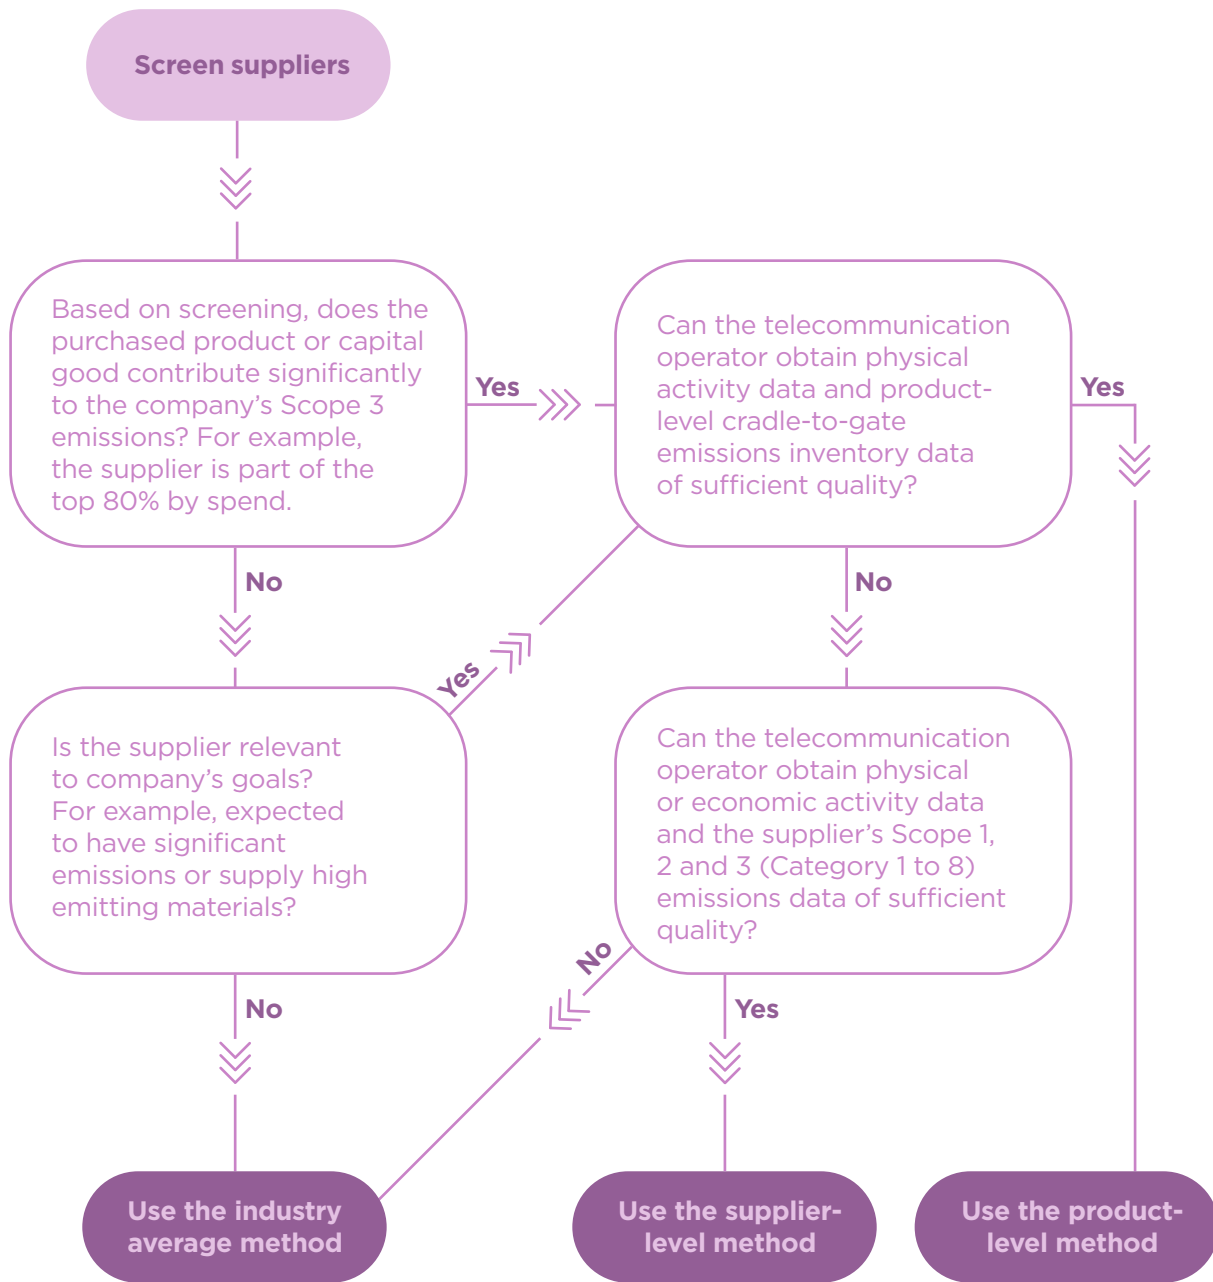 Screen suppliers
Based on screening, does the
purchased product or capital
good contribute significantly
to the company’s Scope 3
emissions? For example,
the supplier is part of the
top 80% by spend.
Yes
Can the telecommunication
operator obtain physical
activity data and product-
level cradle-to-gate
emissions inventory data
of sufficient quality?
Yes
No
No
Yes
Is the supplier relevant
to company’s goals?
For example, expected
to have significant
emissions or supply high
emitting materials?
Can the telecommunication
operator obtain physical
or economic activity data
and the supplier’s Scope 1,
2 and 3 (Category 1 to 8)
emissions data of sufficient
quality?
No
No
Yes
Use the industry
average method
Use the supplier-
level method
Use the product-
level method